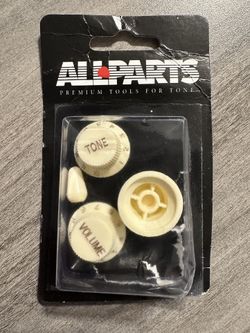 ALLPARTS
PREMIUM TOOLS FOR TONE
TONE
VOLUME